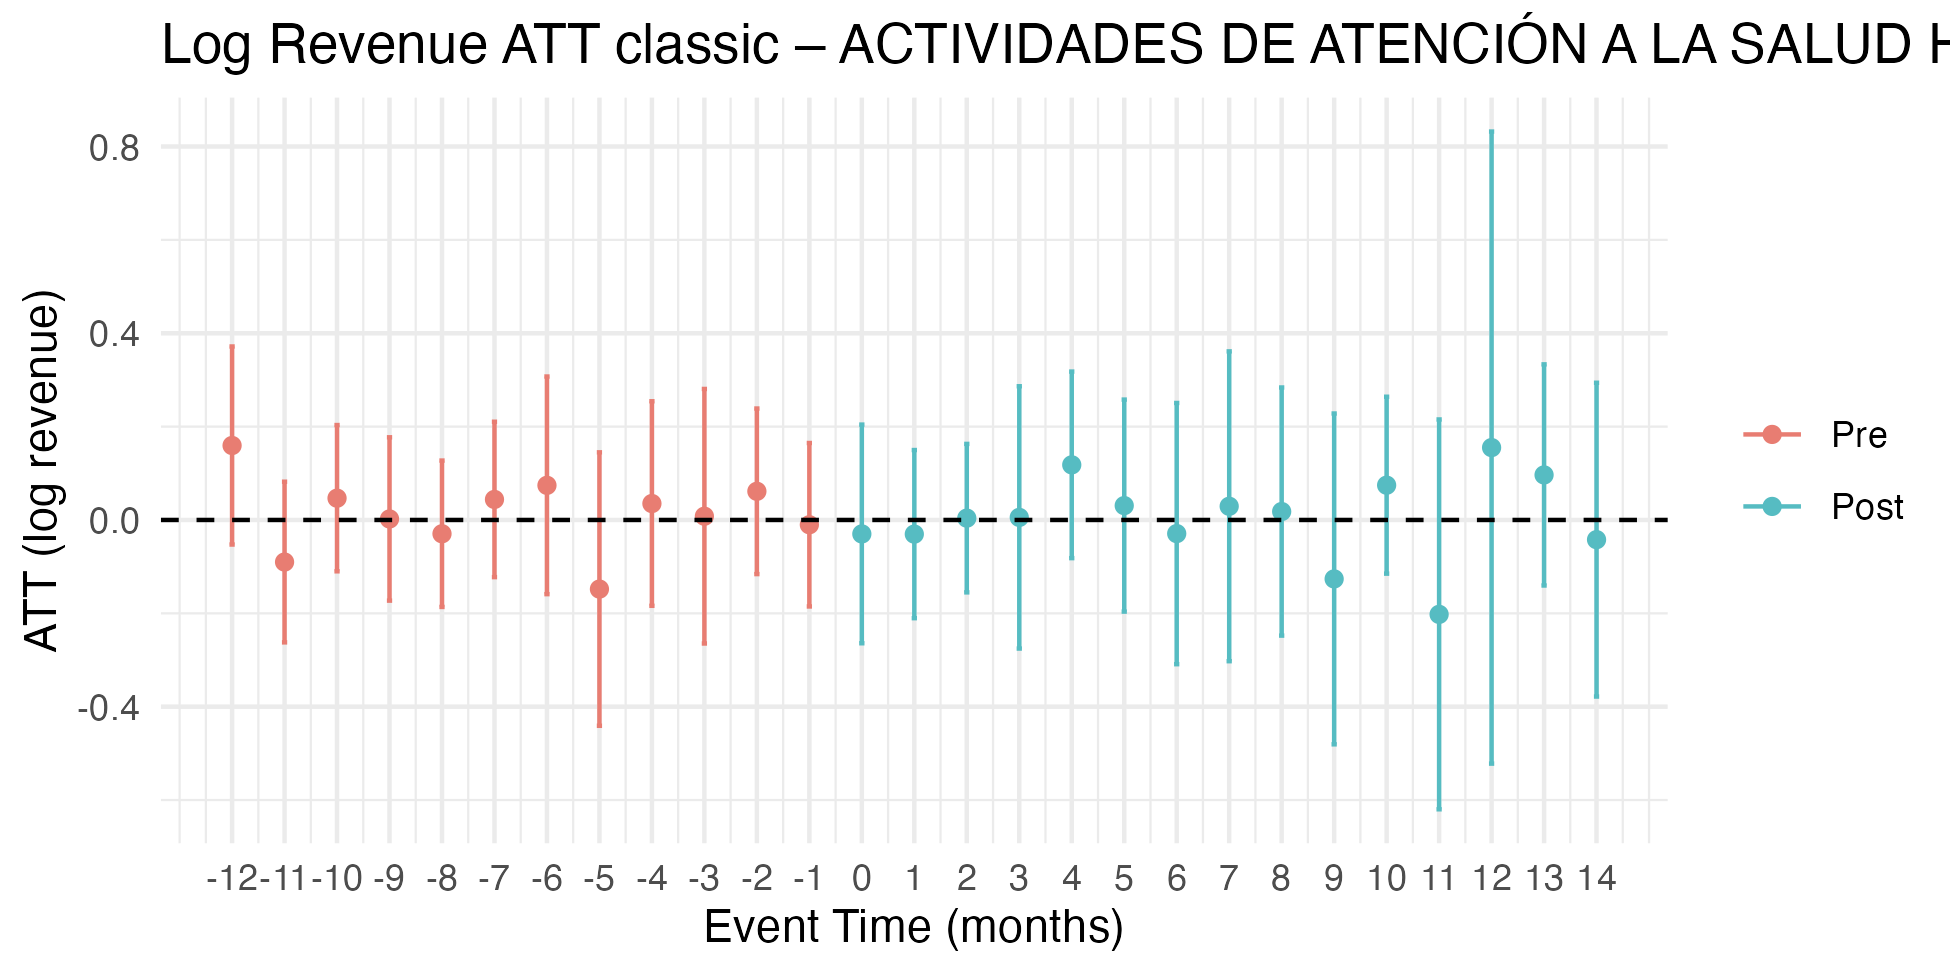 Log Revenue ATT classic – ACTIVIDADES DE ATENCIÓN A LA SALUD H
0.8
0.4
0.0
-0.4
ATT (log revenue)
Pre
Post
-12 -11 -10 -9 -8 -7 -6 -5 -4 -3 -2 -1 0 1 2 3 4 5 6 7 8 9 10 11 12 13 14
Event Time (months)